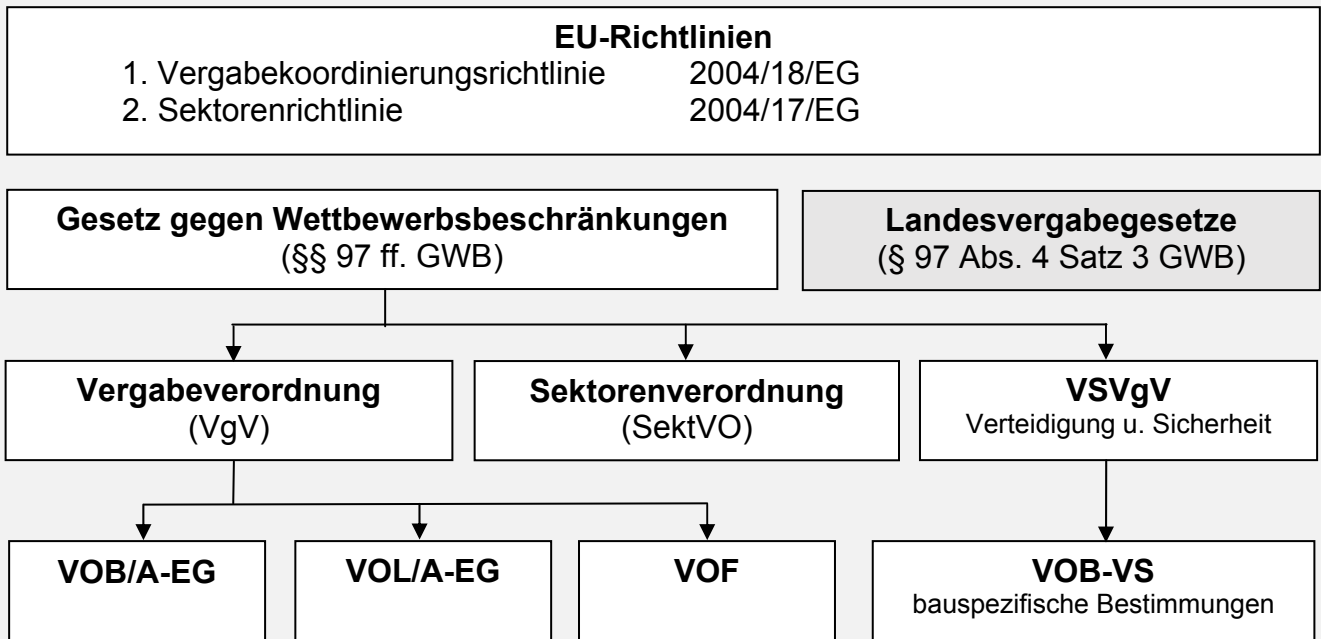 EU-Richtlinien
1. Vergabekoordinierungsrichtlinie 2004/18/EG
2. Sektorenrichtlinie 2004/17/EG
Gesetz gegen Wettbewerbsbeschränkungen
(§§ 97 ff. GWB)
Landesvergabegesetze
(§ 97 Abs. 4 Satz 3 GWB)
Vergabeverordnung
(VgV)
Sektorenverordnung
(SektVO)
VSVgV
Verteidigung u. Sicherheit
VOB/A-EG
VOL/A-EG
VOF
VOB-VS
bauspezifische Bestimmungen